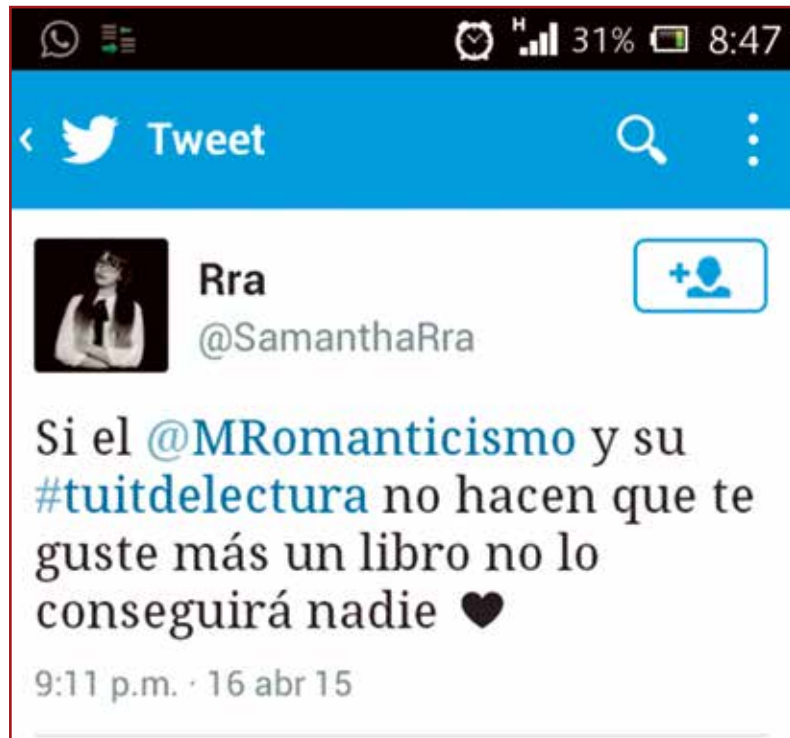 H 31% 8:47
Tweet
Rra
@SamanthaRra
Si el @MRomanticismo y su
#tuitdelectura no hacen que te
guste más un libro no lo
conseguirá nadie ♥
9:11 p.m. · 16 abr 15